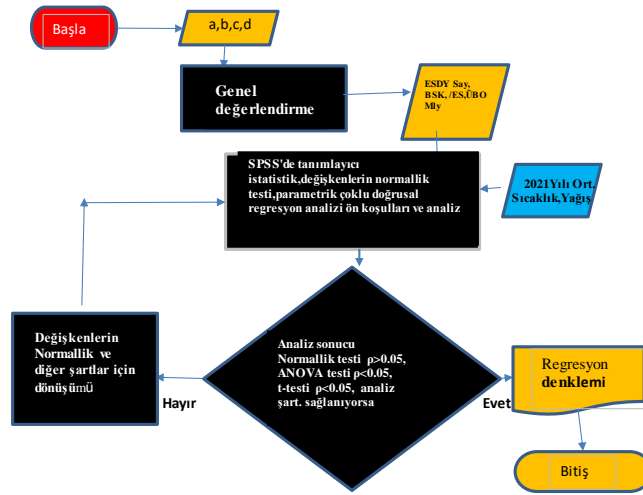 Başla
a,b,c,d
Genel
değerlendirme
ESDY Say,
BSK, /ES,ÜBO
Mly
SPSS'de tanımlayıcı
istatistik,değişkenlerin normallik
testi,parametrik çoklu doğrusal
regresyon analizi ön koşulları ve analiz
2021Yılı Ort.
Sıcaklık,Yağış
Değişkenlerin
Normallik ve
diğer şartlar için
dönüşümü
Analiz sonucu
Normallik testi ρ>0.05,
ANOVA testi ρ<0.05,
t-testi ρ<0.05, analiz
şart. sağlanıyorsa
Hayır
Evet
Regresyon
denklemi
Bitiş